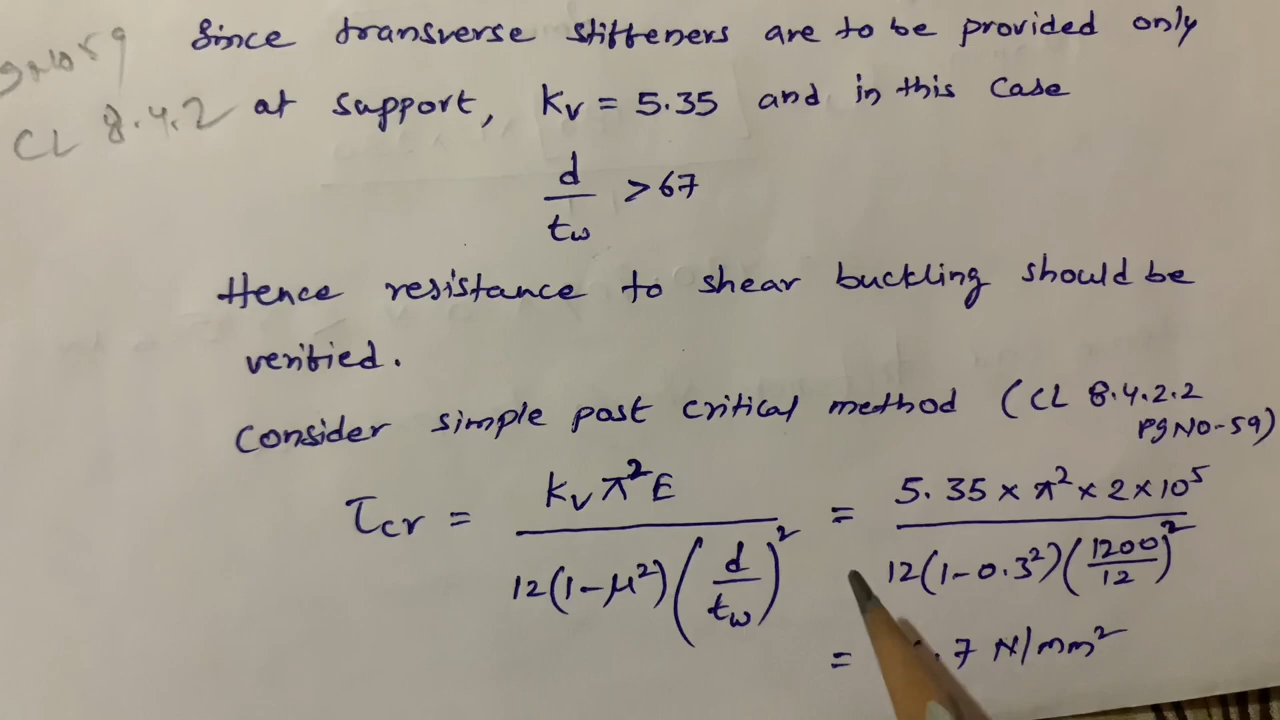 Since transverse stiffeners are to be provided only
CL 8.4.2 at support, Kv = 5.35 and in this case
d/tw > 67
Hence resistance to shear buckling should be
verified.
Consider simple post critical method (CL 8.4.2.2
PgNO-59)
τcr = Kv π² E / 12(1-μ²)(d/tw)² = 5.35 × π² × 2 × 10⁵ / 12(1-0.3²)(1200/12)²
= .7 N/mm²